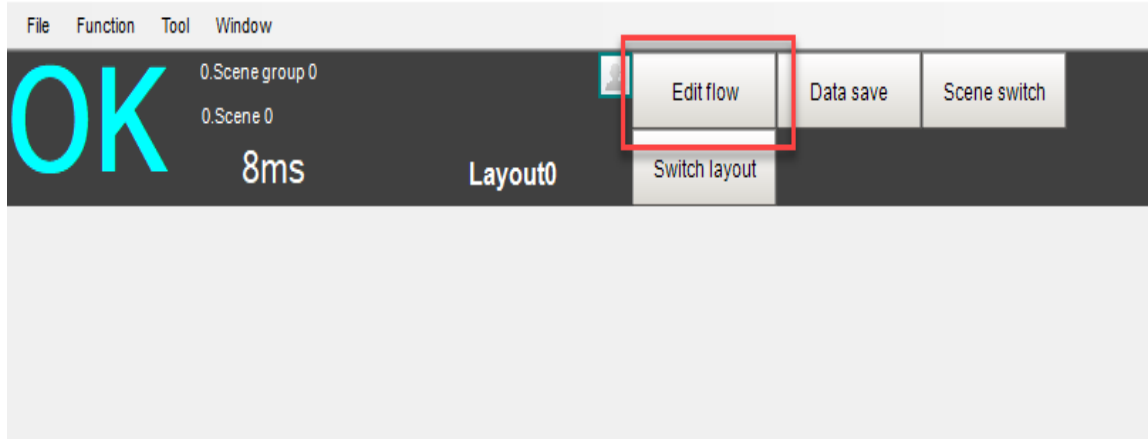 File Function Tool Window
OK
0.Scene group 0
0.Scene 0
8ms
Layout0
Edit flow
Data save
Scene switch
Switch layout